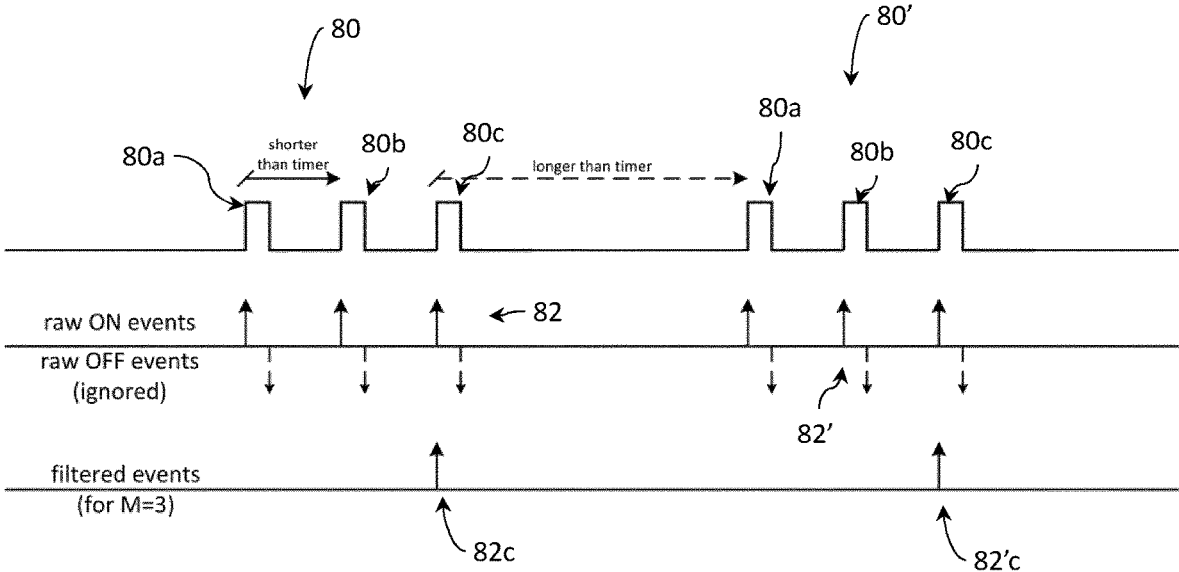 80
80'
80a
shorter
than timer
80b
80c
longer than timer
80a
80b
80c
raw ON events
82
raw OFF events
(ignored)
82'
filtered events
(for M=3)
82c
82'c